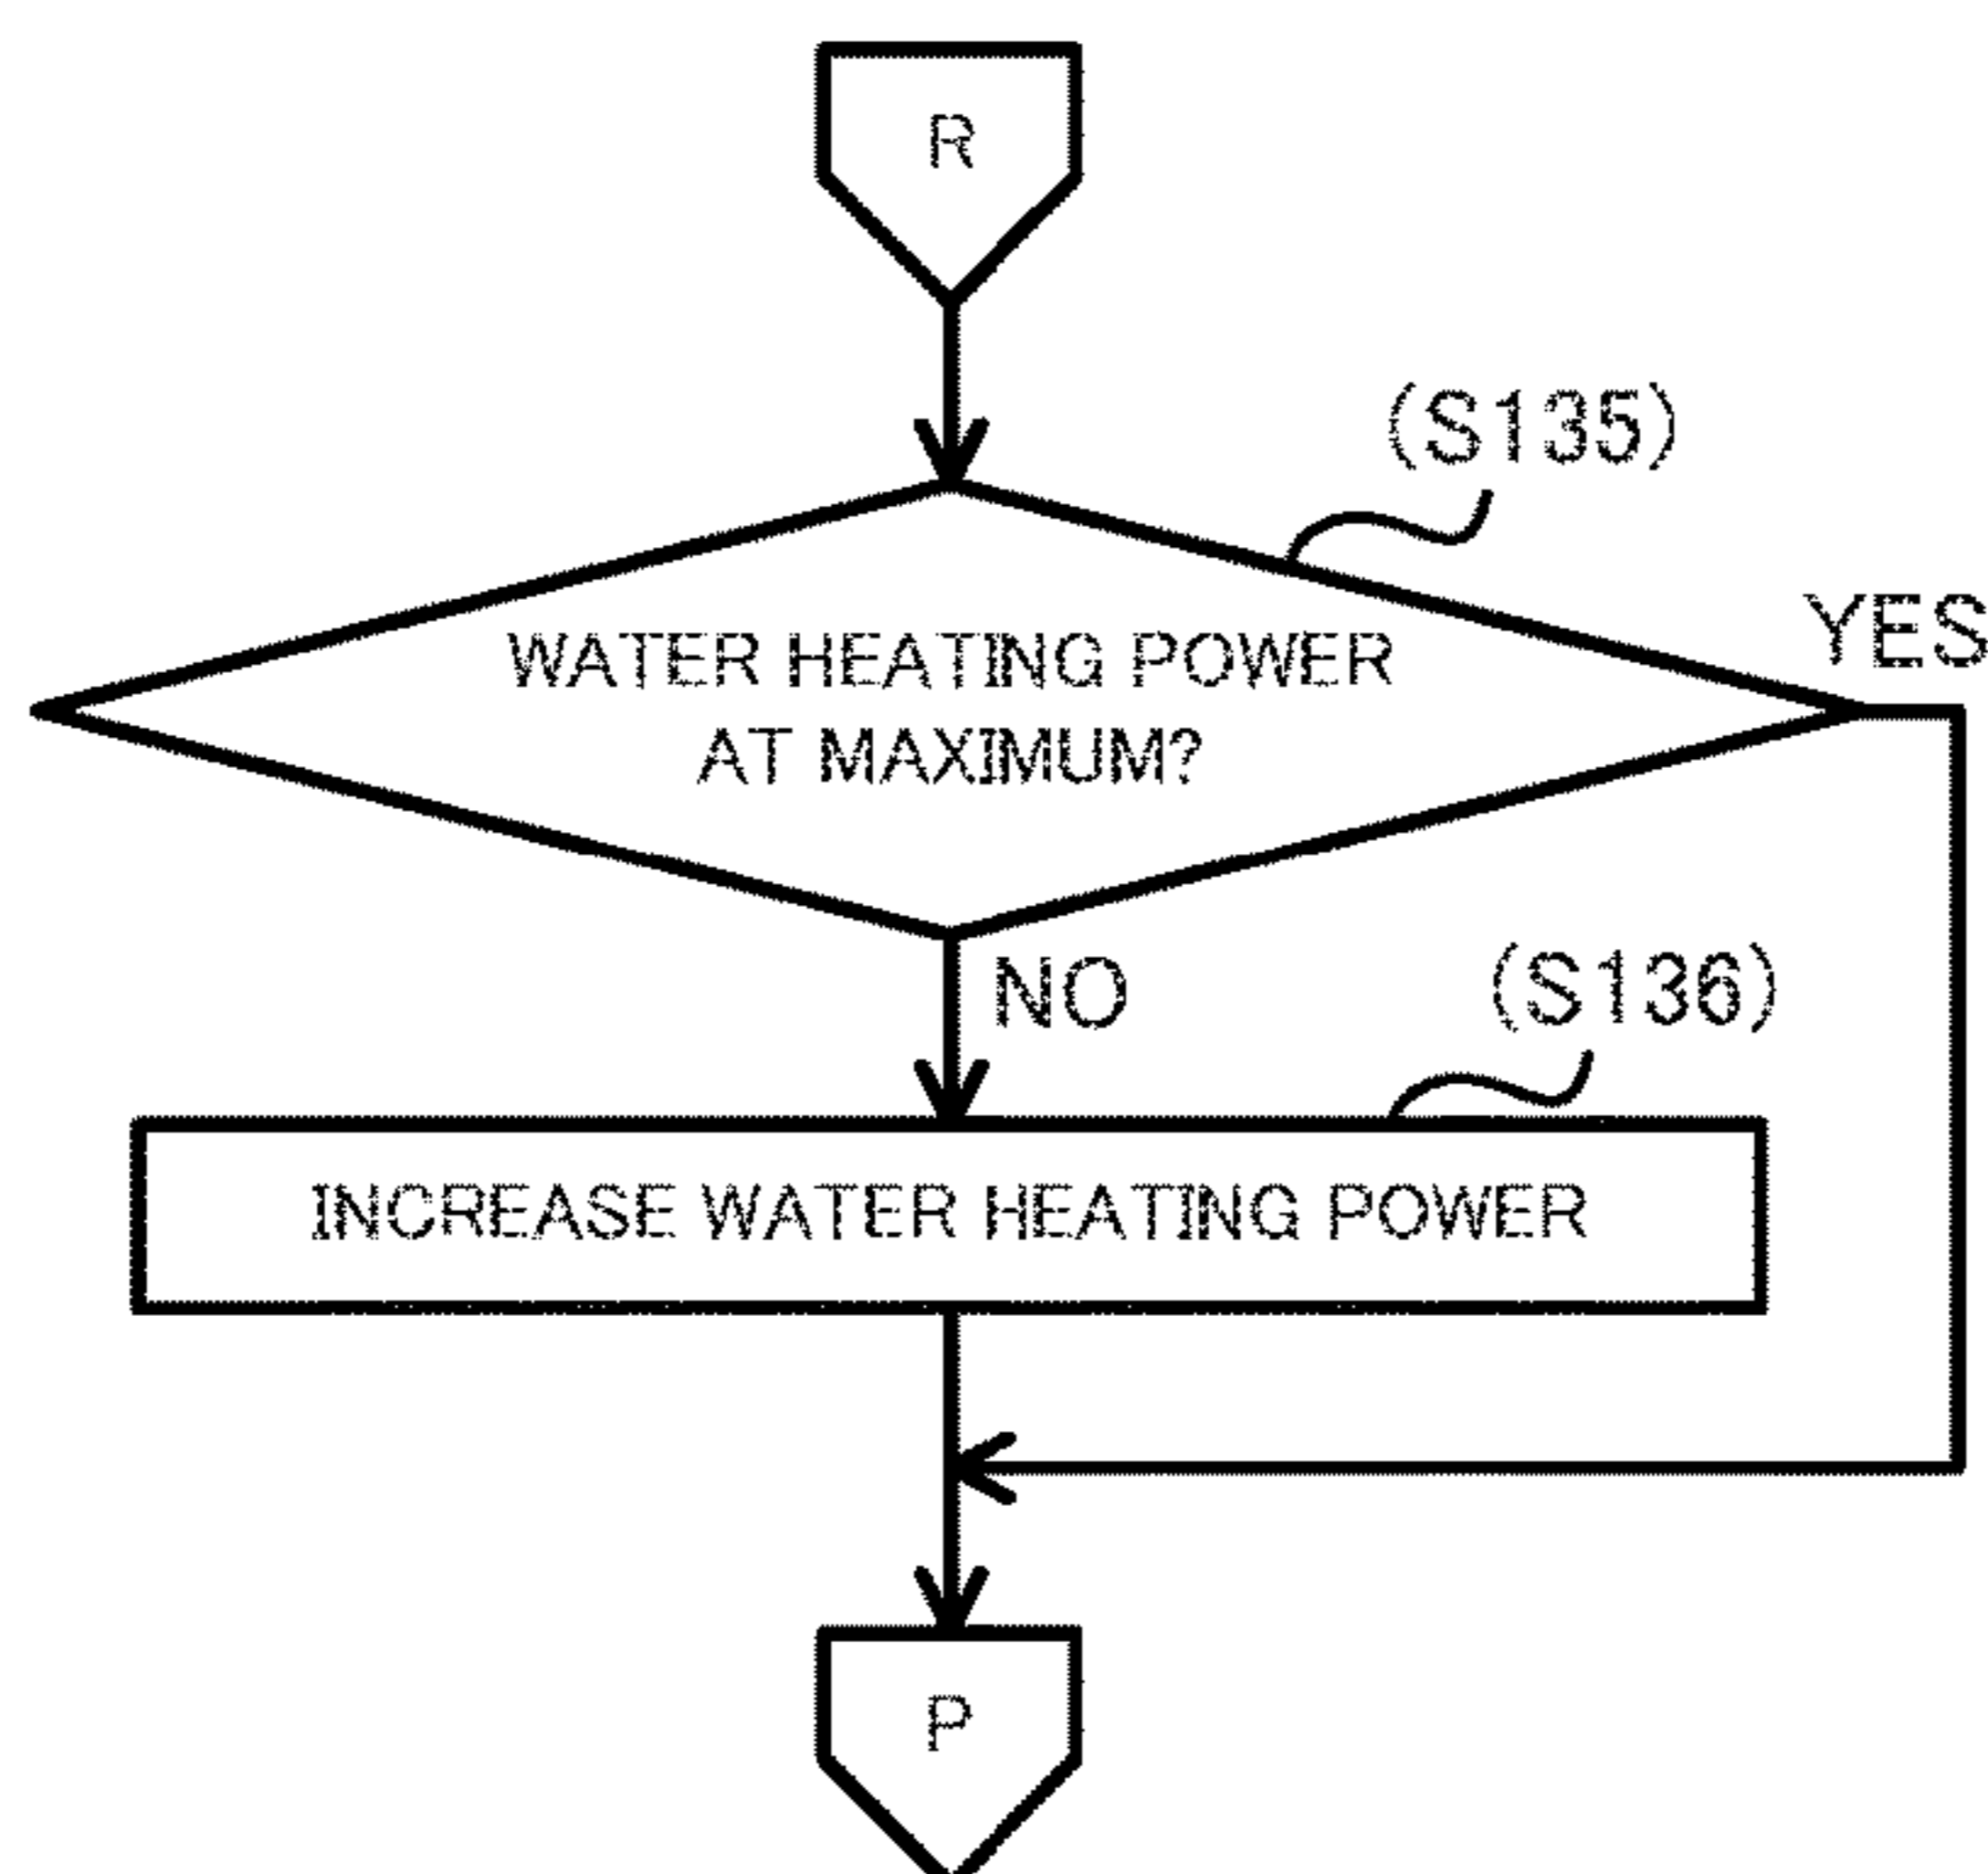 R
(S135)
YES
WATER HEATING POWER
AT MAXIMUM?
NO
(S136)
INCREASE WATER HEATING POWER
P